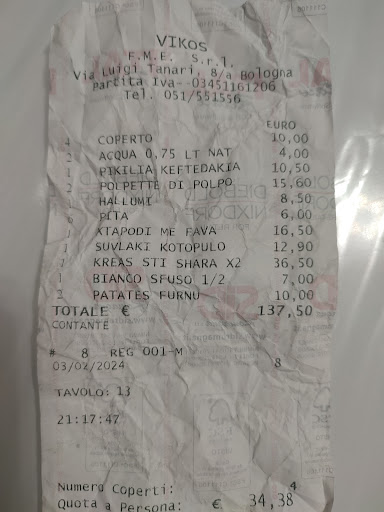 VIKOS
F.M.E. S.r.l.
Via Luigi Tanari, 8/a Bologna
Partita Iva--03451161206
Tel. 051/551556
EURO
4 COPERTO 10,00
2 ACQUA 0,75 LT NAT 4,00
1 PIKILIA KEFTEDAKIA 10,50
2 POLPETTE DI POLPO 15,60
1 HALLUMI 8,50
6 PITA 6,00
1 XTAPODI ME FAVA 16,50
1 SUVLAKI KOTOPULO 12,90
1 KREAS STI SHARA X2 36,50
1 BIANCO SFUSO 1/2 7,00
2 PATATES FURNU 10,00
TOTALE € 137,50
CONTANTE
# 8 REG 001-M
03/02/2024 8
TAVOLO: 13
21:17:47
Numero Coperti: 4
Quota a Persona: € 34,38